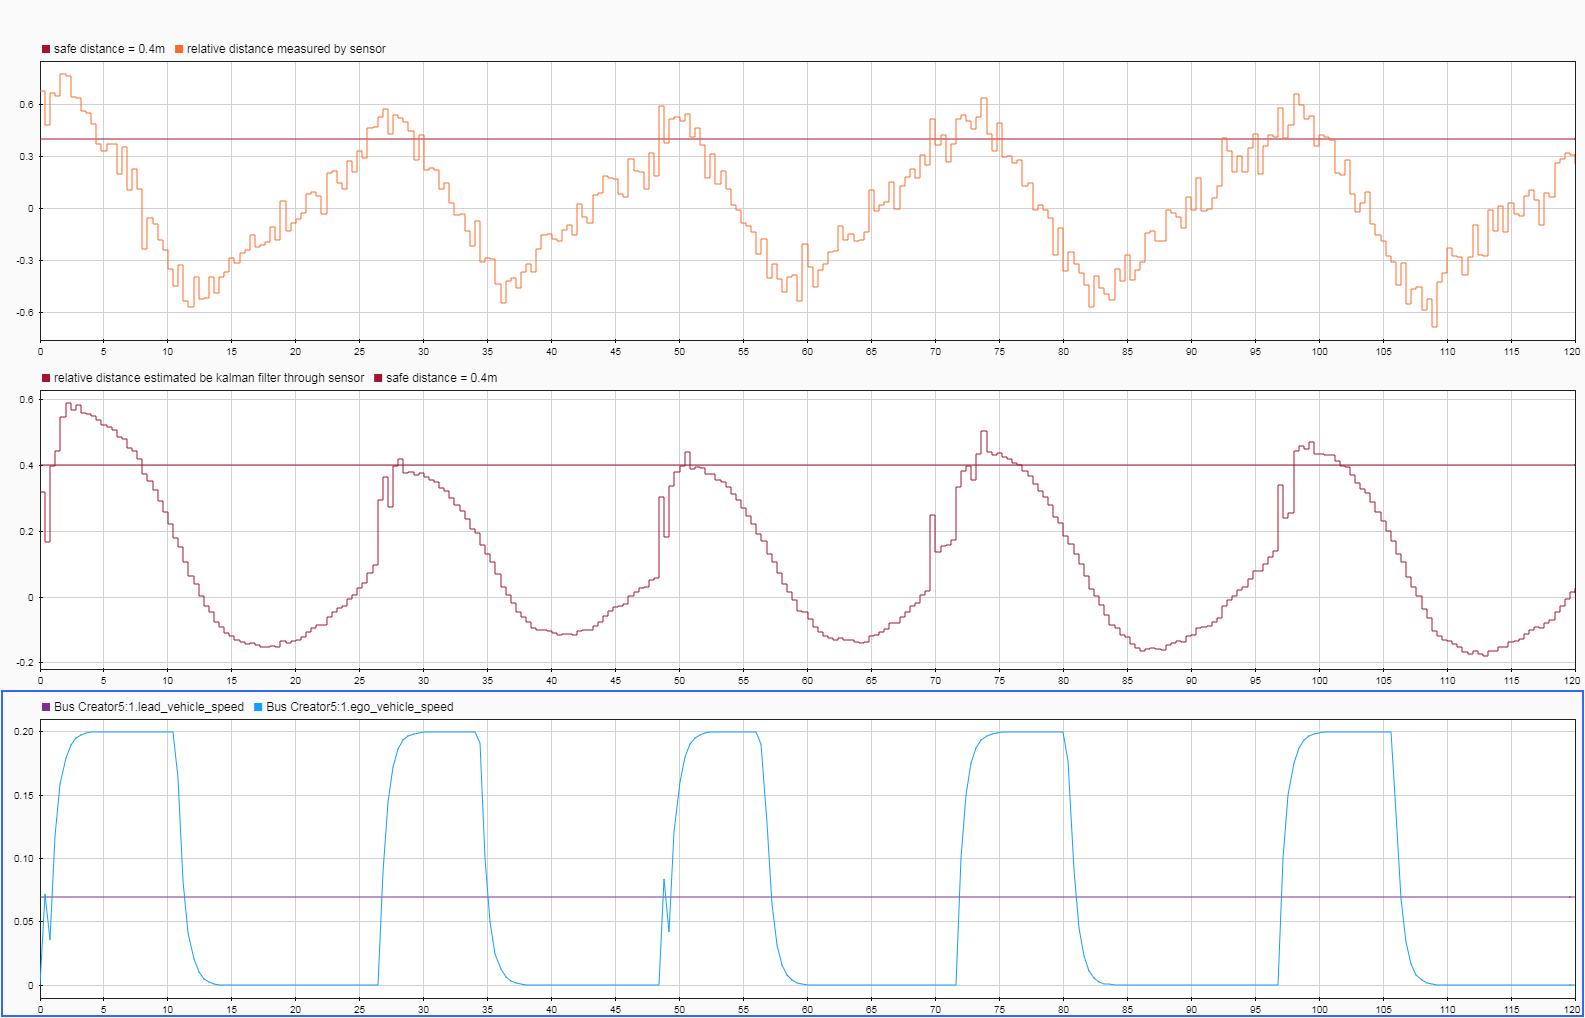 safe distance = 0.4m relative distance measured by sensor
0.6
0.3
0
-0.3
-0.6
0 5 10 15 20 25 30 35 40 45 50 55 60 65 70 75 80 85 90 95 100 105 110 115 120
relative distance estimated be kalman filter through sensor safe distance = 0.4m
0.6
0.4
0.2
0
-0.2
0 5 10 15 20 25 30 35 40 45 50 55 60 65 70 75 80 85 90 95 100 105 110 115 120
Bus Creator5:1.lead_vehicle_speed Bus Creator5:1.ego_vehicle_speed
0.20
0.15
0.10
0.05
0
0 5 10 15 20 25 30 35 40 45 50 55 60 65 70 75 80 85 90 95 100 105 110 115 120